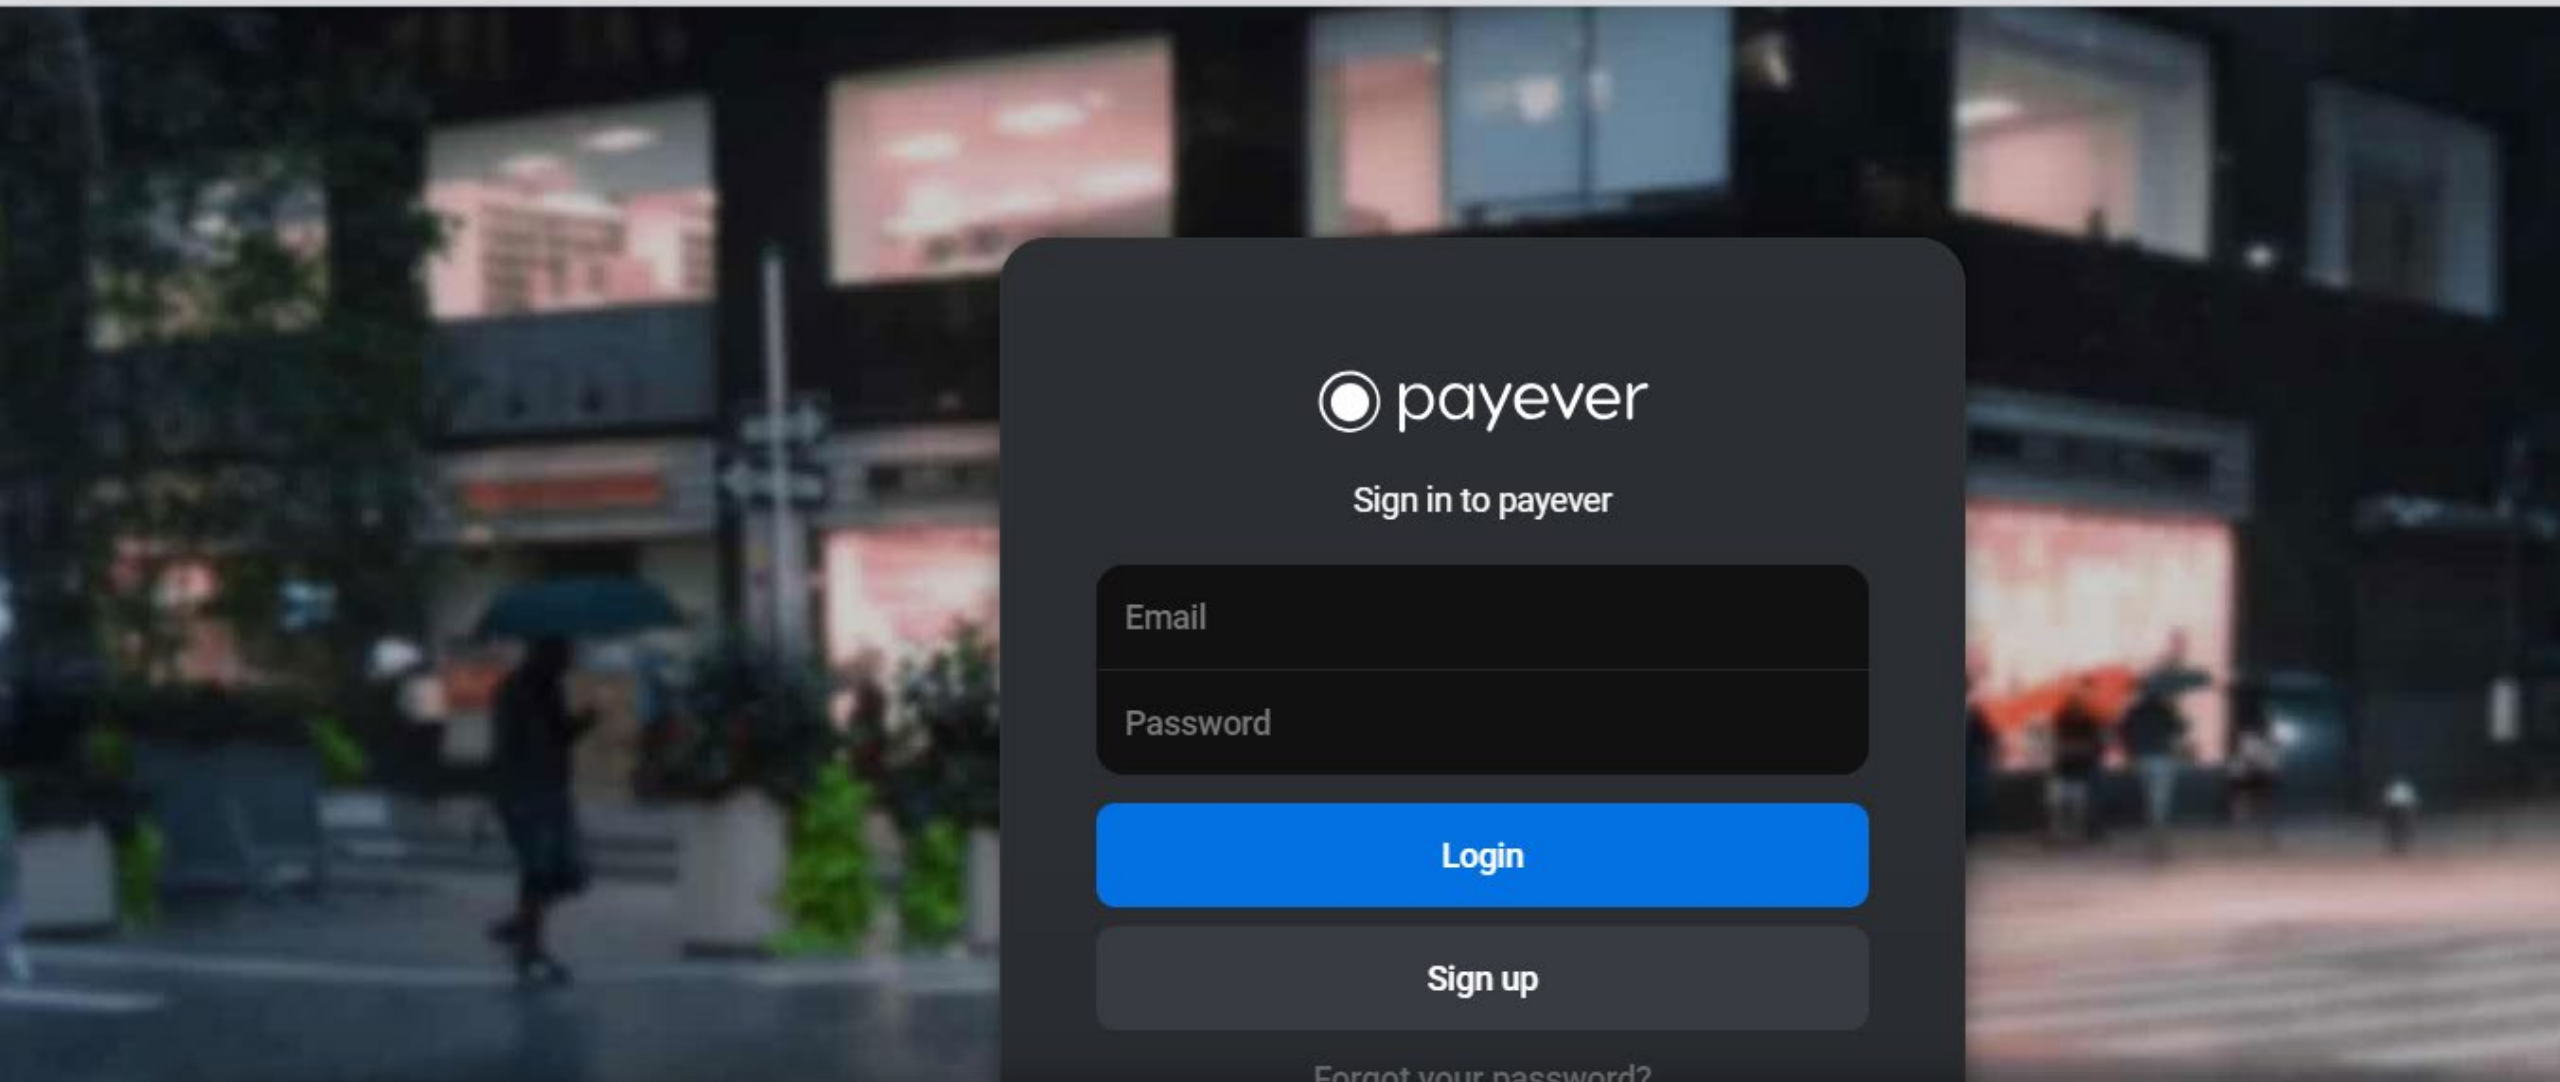 payever
Sign in to payever
Email
Password
Login
Sign up
Forgot your password?